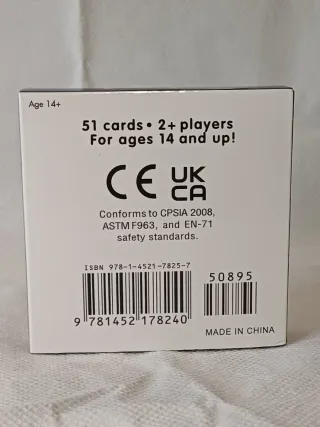 Age 14+
51 cards • 2+ players
For ages 14 and up!
CE UK CA
Conforms to CPSIA 2008,
ASTM F963, and EN-71
safety standards.
ISBN 978-1-4521-7825-7
50895
9 781452 178240
MADE IN CHINA